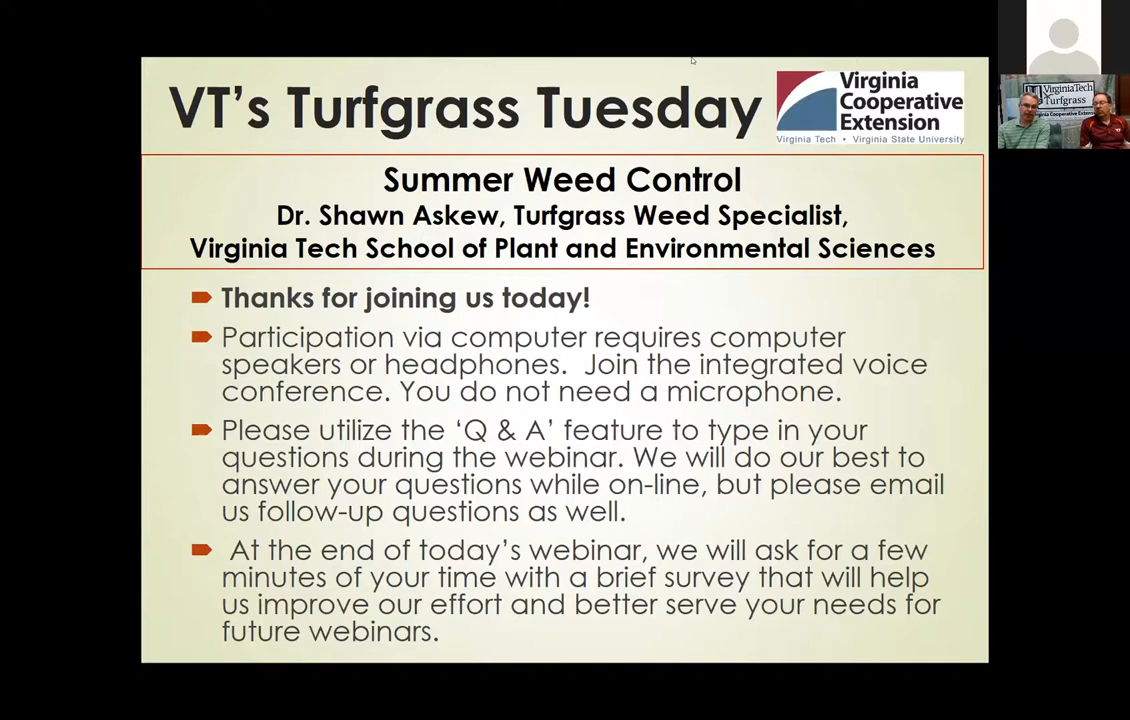 VT's Turfgrass Tuesday
Virginia
Cooperative
Extension
Virginia Tech • Virginia State University
Summer Weed Control
Dr. Shawn Askew, Turfgrass Weed Specialist,
Virginia Tech School of Plant and Environmental Sciences
Thanks for joining us today!
Participation via computer requires computer
speakers or headphones.  Join the integrated voice
conference. You do not need a microphone.
Please utilize the ‘Q & A’ feature to type in your
questions during the webinar. We will do our best to
answer your questions while on-line, but please email
us follow-up questions as well.
At the end of today’s webinar, we will ask for a few
minutes of your time with a brief survey that will help
us improve our effort and better serve your needs for
future webinars.
VirginiaTech
Turfgrass
Virginia Cooperative